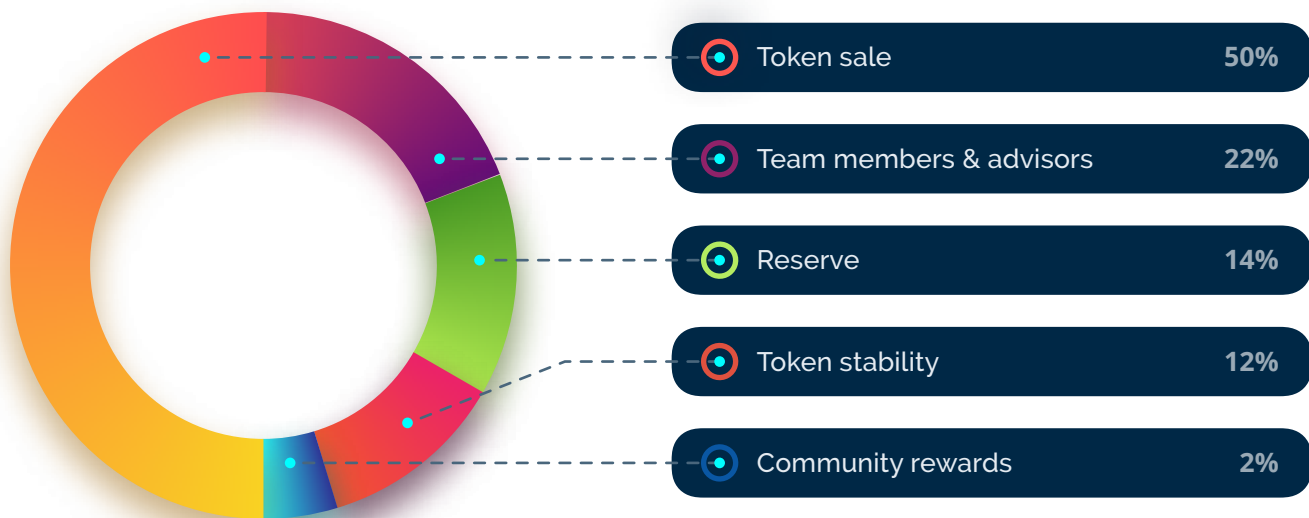 Token sale 50%
Team members & advisors 22%
Reserve 14%
Token stability 12%
Community rewards 2%